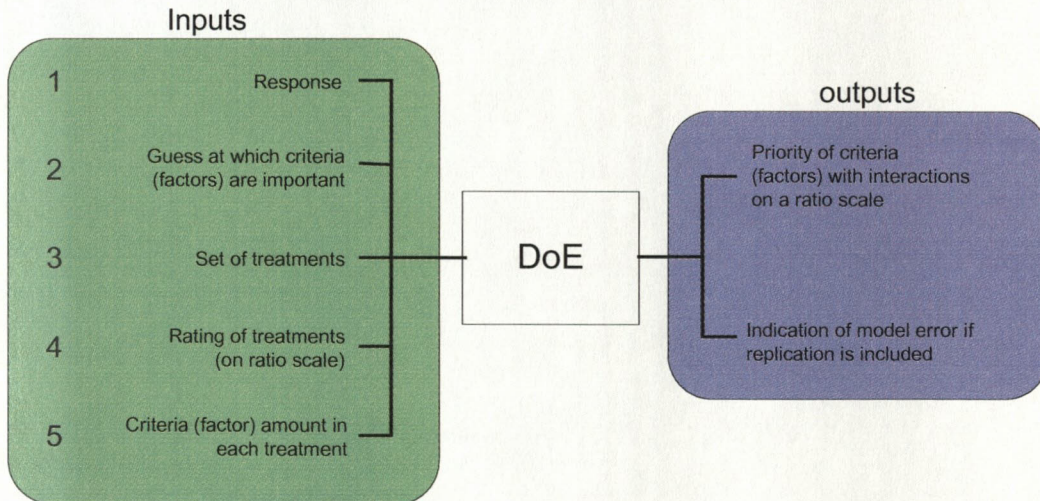 Inputs
1
Response
2
Guess at which criteria
(factors) are important
3
Set of treatments
4
Rating of treatments
(on ratio scale)
5
Criteria (factor) amount in
each treatment
DoE
outputs
Priority of criteria
(factors) with interactions
on a ratio scale
Indication of model error if
replication is included